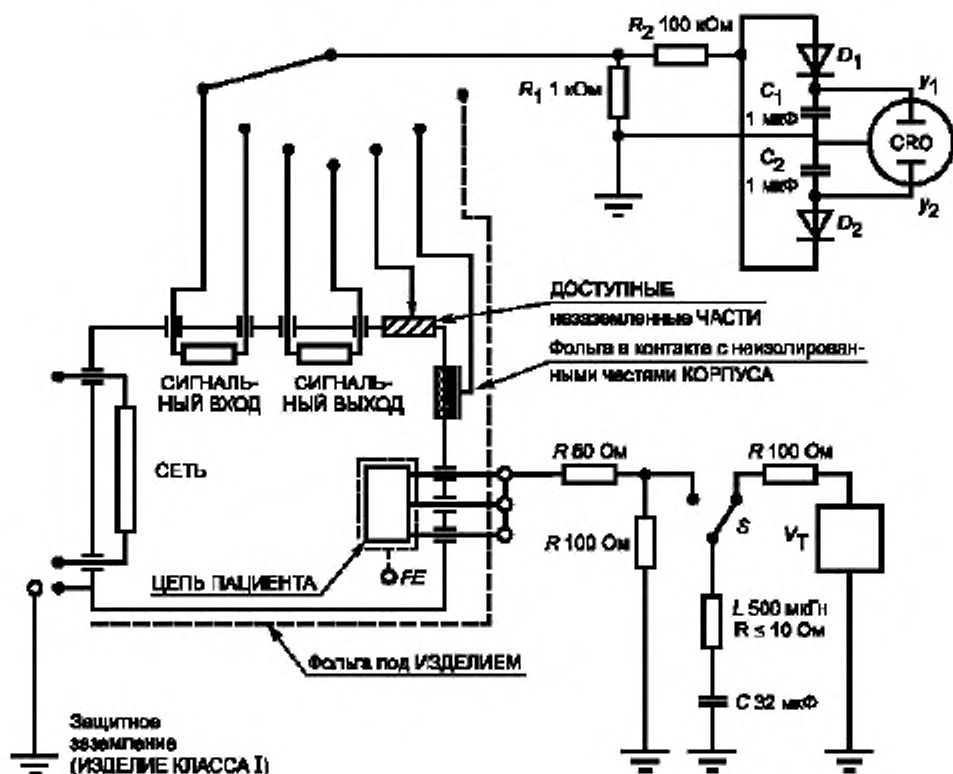 R2 100 кОм
D1
R1 1 кОм
C1
1 мкФ
y1
CRO
C2
1 мкФ
y2
D2
ДОСТУПНЫЕ
незаземленные ЧАСТИ
Фольга в контакте с неизолирован-
ными частями КОРПУСА
СИГНАЛЬ-
НЫЙ ВХОД
СИГНАЛЬ-
НЫЙ ВЫХОД
СЕТЬ
R 50 Ом
R 100 Ом
S
R 100 Ом
VT
ЦЕПЬ ПАЦИЕНТА
FE
L 500 мкГн
R ≤ 10 Ом
Фольга под ИЗДЕЛИЕМ
C 32 мкФ
Защитное
заземление
(ИЗДЕЛИЕ КЛАССА I)